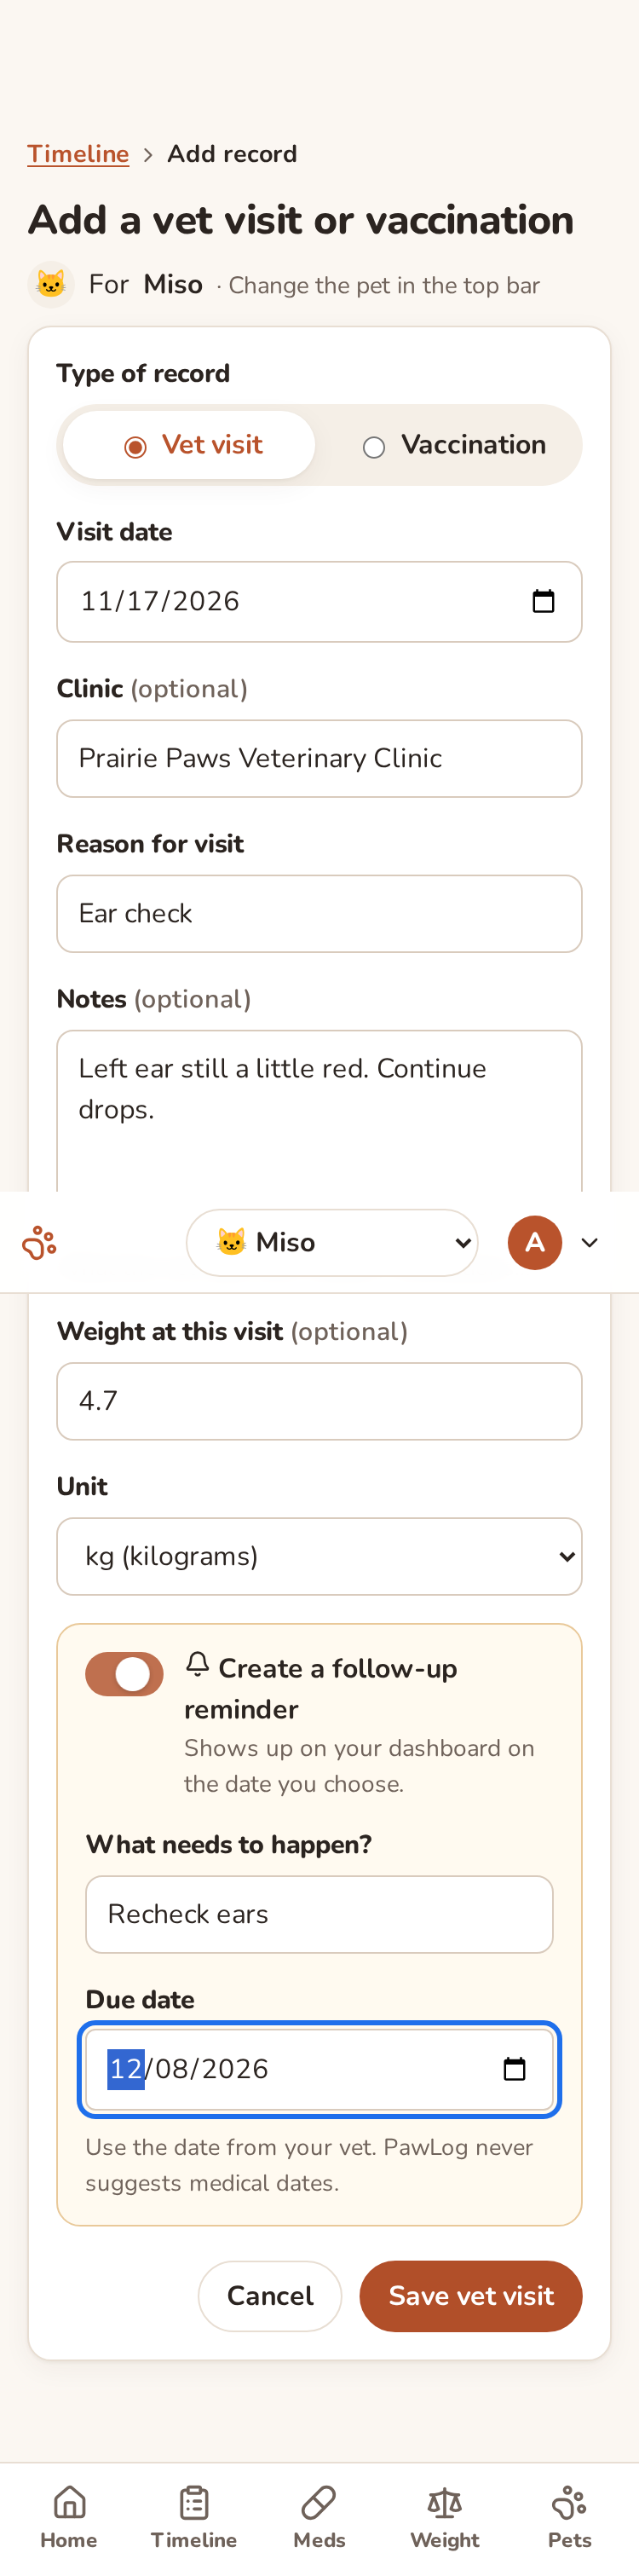 Timeline > Add record
Add a vet visit or vaccination
For Miso · Change the pet in the top bar
Type of record
Vet visit
Vaccination
Visit date
11/17/2026
Clinic (optional)
Prairie Paws Veterinary Clinic
Reason for visit
Ear check
Notes (optional)
Left ear still a little red. Continue
drops.
Miso
A
Weight at this visit (optional)
4.7
Unit
kg (kilograms)
Create a follow-up
reminder
Shows up on your dashboard on
the date you choose.
What needs to happen?
Recheck ears
Due date
12/08/2026
Use the date from your vet. PawLog never
suggests medical dates.
Cancel
Save vet visit
Home
Timeline
Meds
Weight
Pets